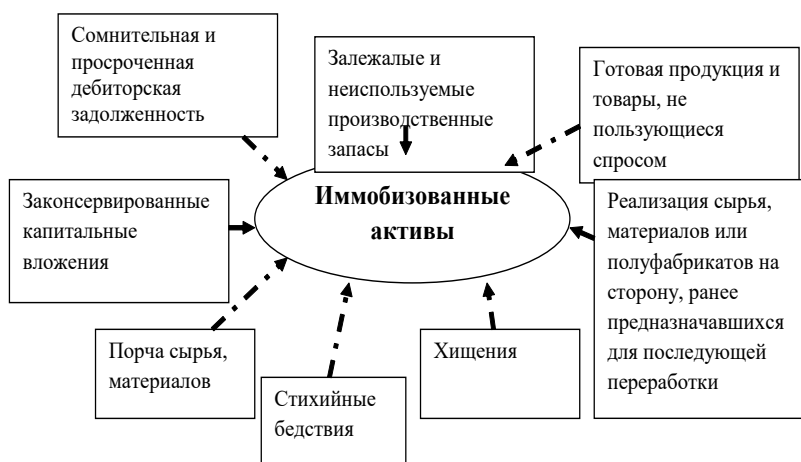 Сомнительная и
просроченная
дебиторская
задолженность
Залежалые и
неиспользуемые
производственные
запасы
Готовая продукция и
товары, не
пользующиеся
спросом
Иммобизованные
активы
Законсервированные
капитальные
вложения
Реализация сырья,
материалов или
полуфабрикатов на
сторону, ранее
предназначавшихся
для последующей
переработки
Порча сырья,
материалов
Стихийные
бедствия
Хищения